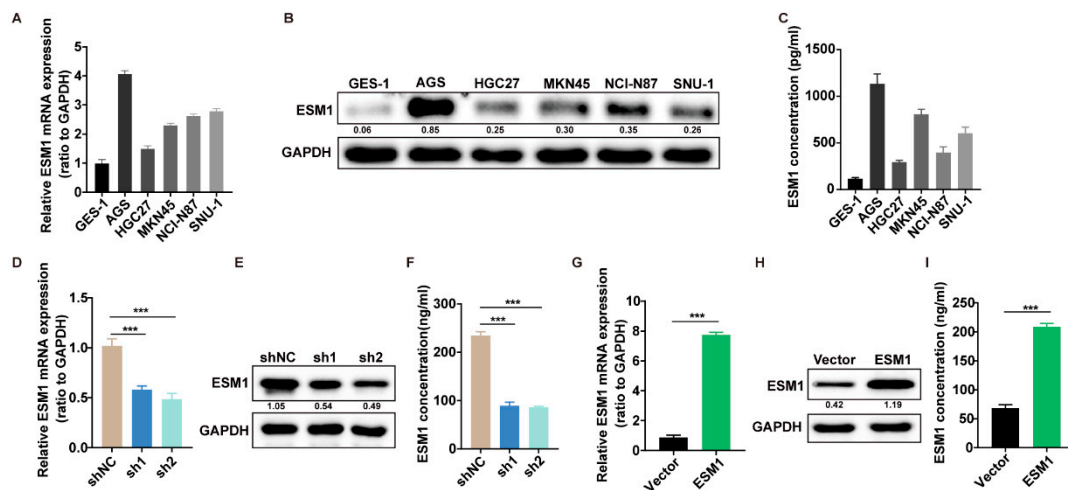 A
Relative ESM1 mRNA expression
(ratio to GAPDH)
5
4
3
2
1
0
GES-1
AGS
HGC27
MKN45
NCI-N87
SNU-1
B
GES-1 AGS HGC27 MKN45 NCI-N87 SNU-1
ESM1
0.06 0.85 0.25 0.30 0.35 0.26
GAPDH
C
ESM1 concentration (pg/ml)
1500
1000
500
0
GES-1
AGS
HGC27
MKN45
NCI-N87
SNU-1
D
Relative ESM1 mRNA expression
(ratio to GAPDH)
1.5
1.0
0.5
0.0
***
***
shNC
sh1
sh2
E
shNC sh1 sh2
ESM1
1.05 0.54 0.49
GAPDH
F
ESM1 concentration(ng/ml)
300
200
100
0
***
***
shNC
sh1
sh2
G
Relative ESM1 mRNA expression
(ratio to GAPDH)
10
8
6
4
2
0
***
Vector
ESM1
H
Vector ESM1
ESM1
0.42 1.19
GAPDH
I
ESM1 concentration (ng/ml)
250
200
150
100
50
0
***
Vector
ESM1